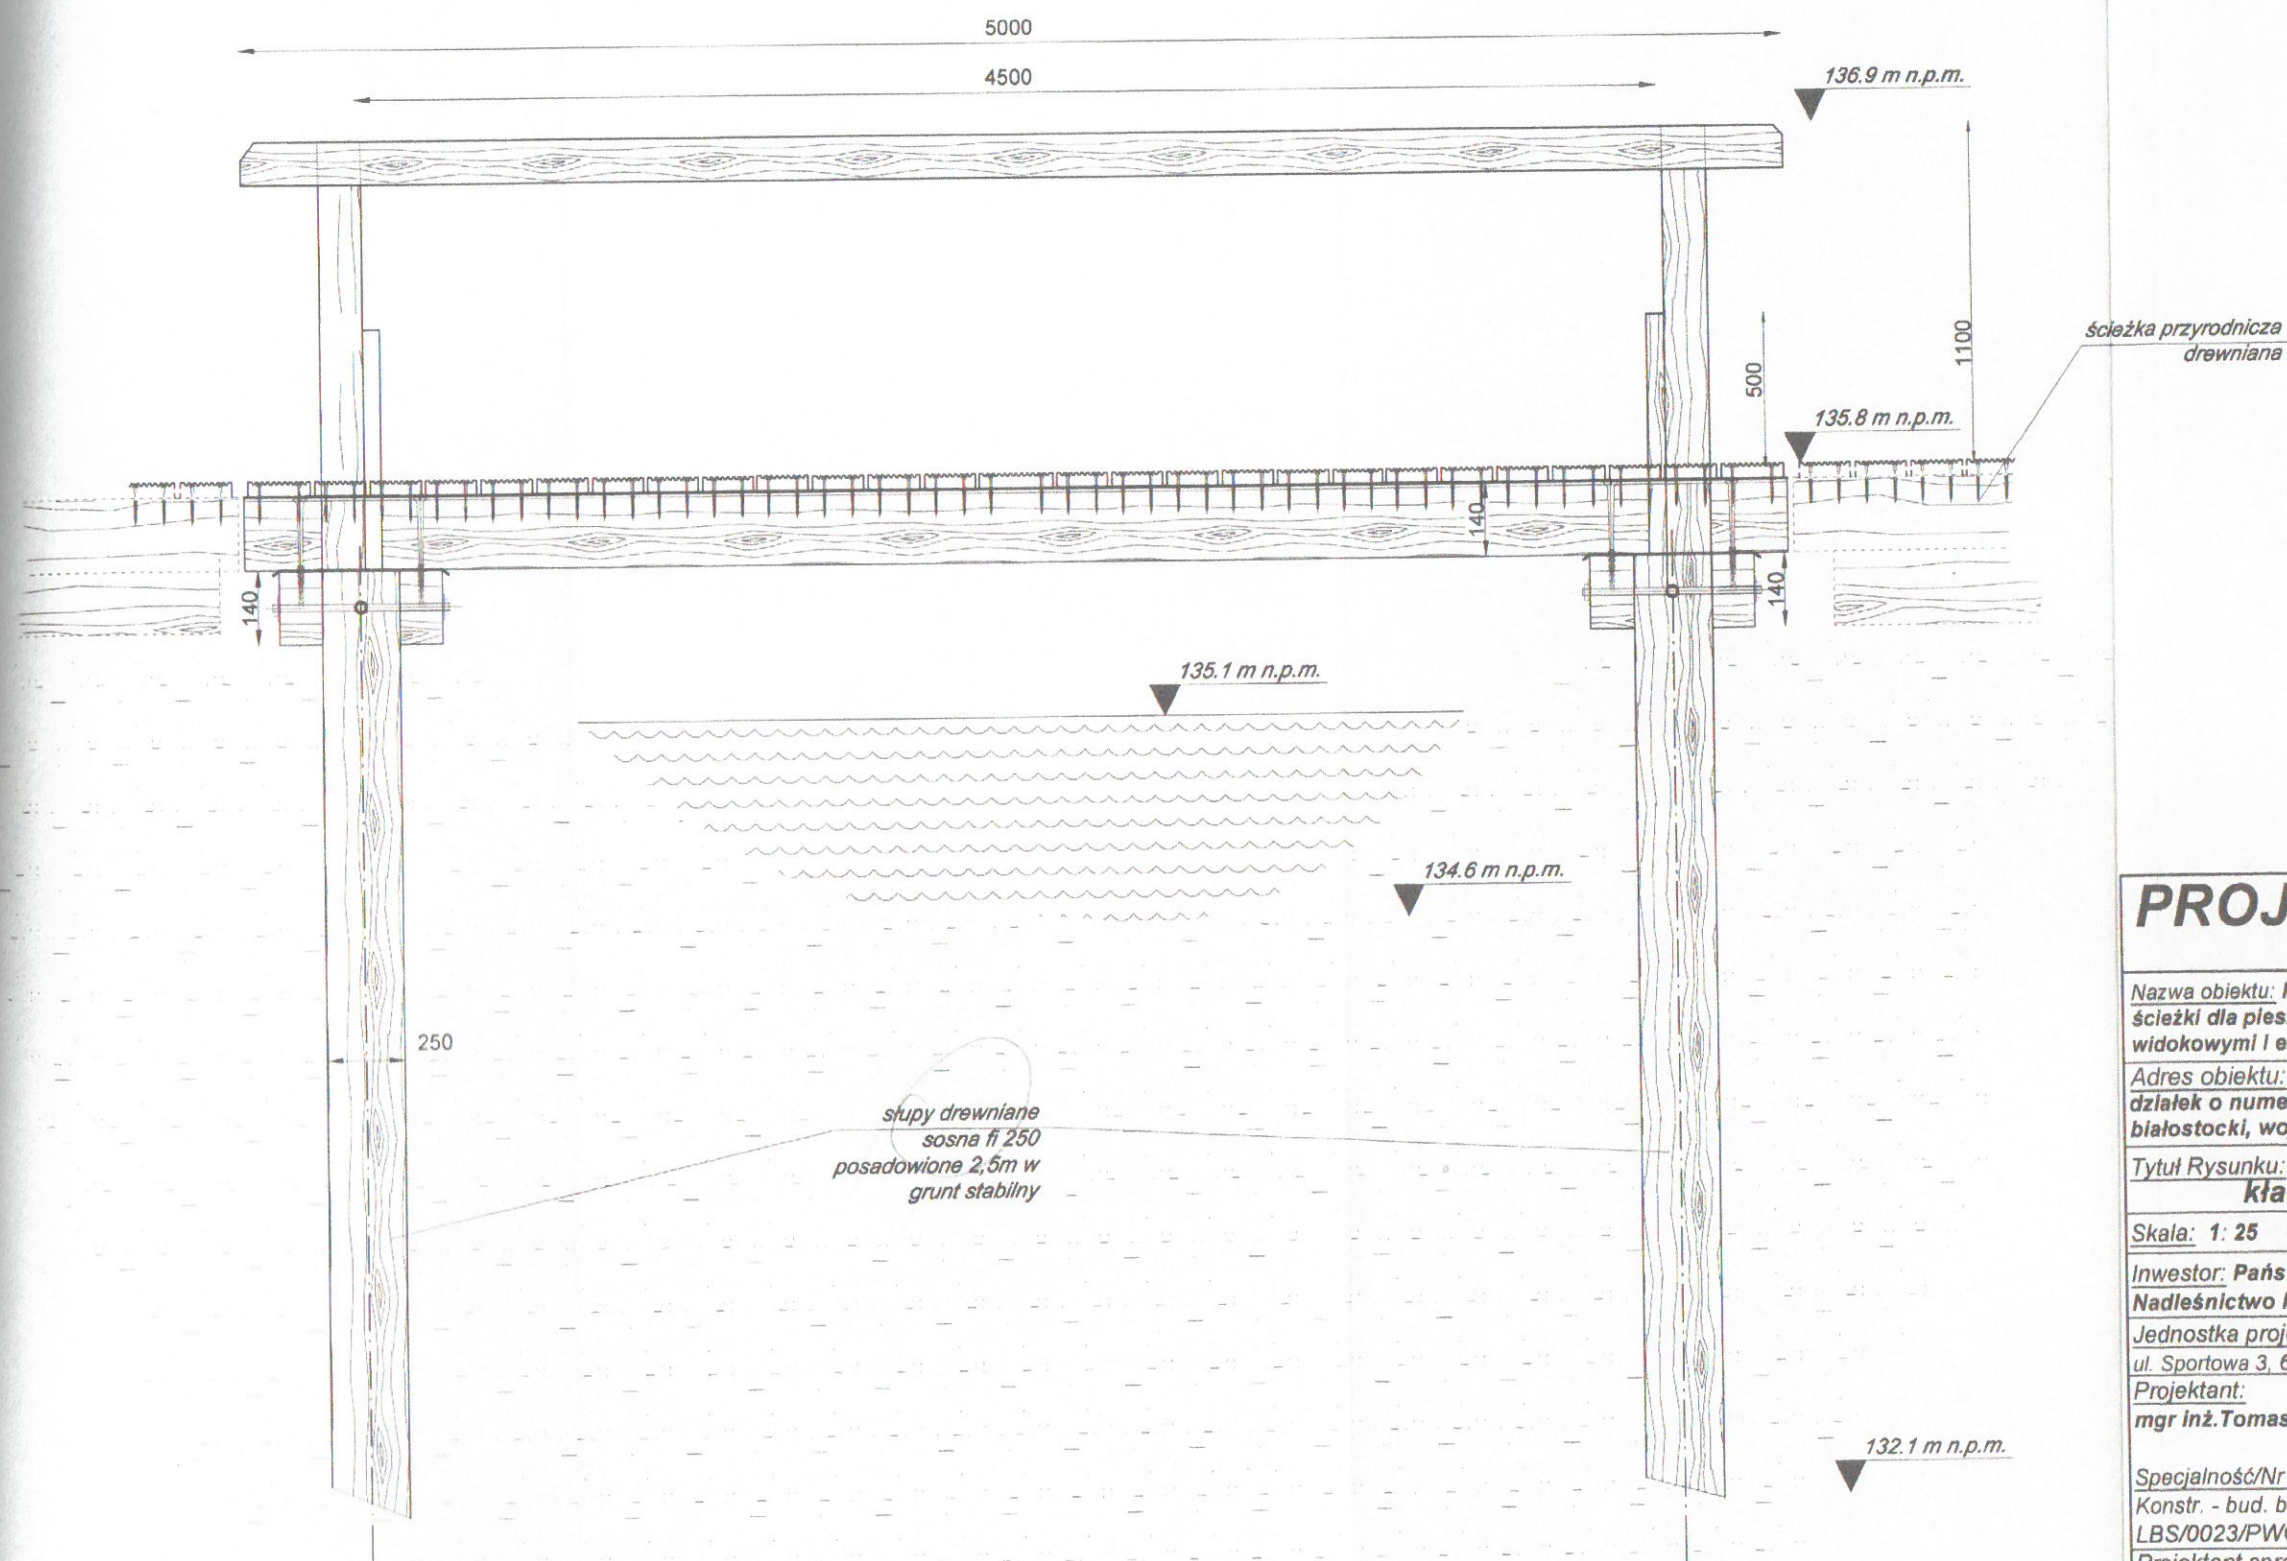 5000
4500
136.9 m n.p.m.
1100
ścieżka przyrodnicza
drewniana
500
135.8 m n.p.m.
140
140
140
135.1 m n.p.m.
134.6 m n.p.m.
250
słupy drewniane
sosna fi 250
posadowione 2,5m w
grunt stabilny
132.1 m n.p.m.
PROJ
Nazwa obiektu:
ścieżki dla pies
widokowymi i e
Adres obiektu:
działek o nume
białostocki, wo
Tytuł Rysunku:
kła
Skala: 1: 25
Inwestor: Pańs
Nadleśnictwo
Jednostka proj
ul. Sportowa 3, 6
Projektant:
mgr inż.Tomas
Specjalność/Nr
Konstr. - bud. b
LBS/0023/PW